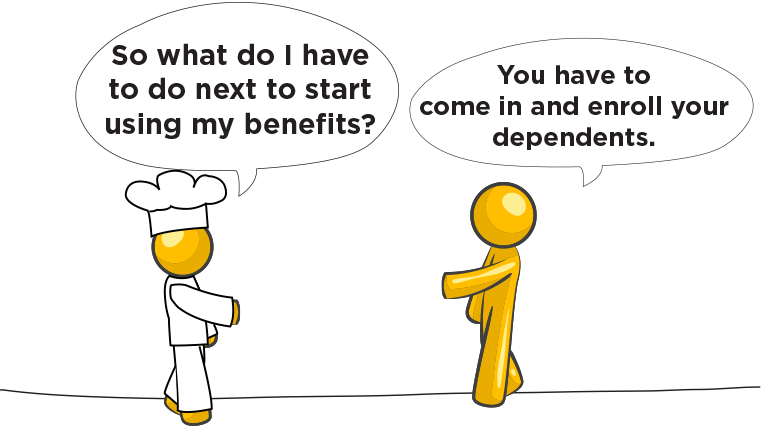 So what do I have
to do next to start
using my benefits?
You have to
come in and enroll your
dependents.